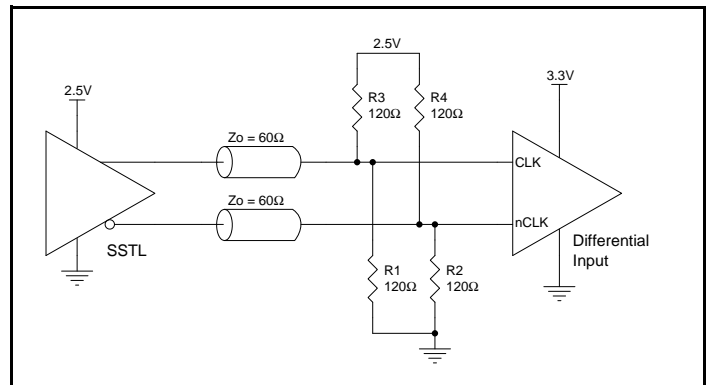 2.5V
3.3V
2.5V
R3
120Ω
R4
120Ω
Zo = 60Ω
CLK
Zo = 60Ω
nCLK
Differential
Input
SSTL
R1
120Ω
R2
120Ω